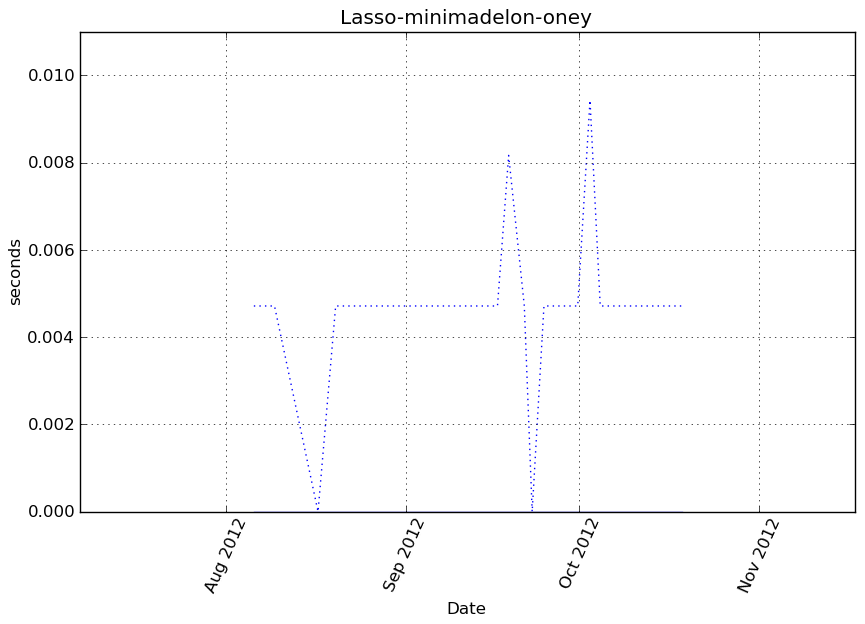 Lasso-minimadelon-oney
0.010
0.008
0.006
0.004
0.002
0.000
seconds
Aug 2012
Sep 2012
Oct 2012
Nov 2012
Date